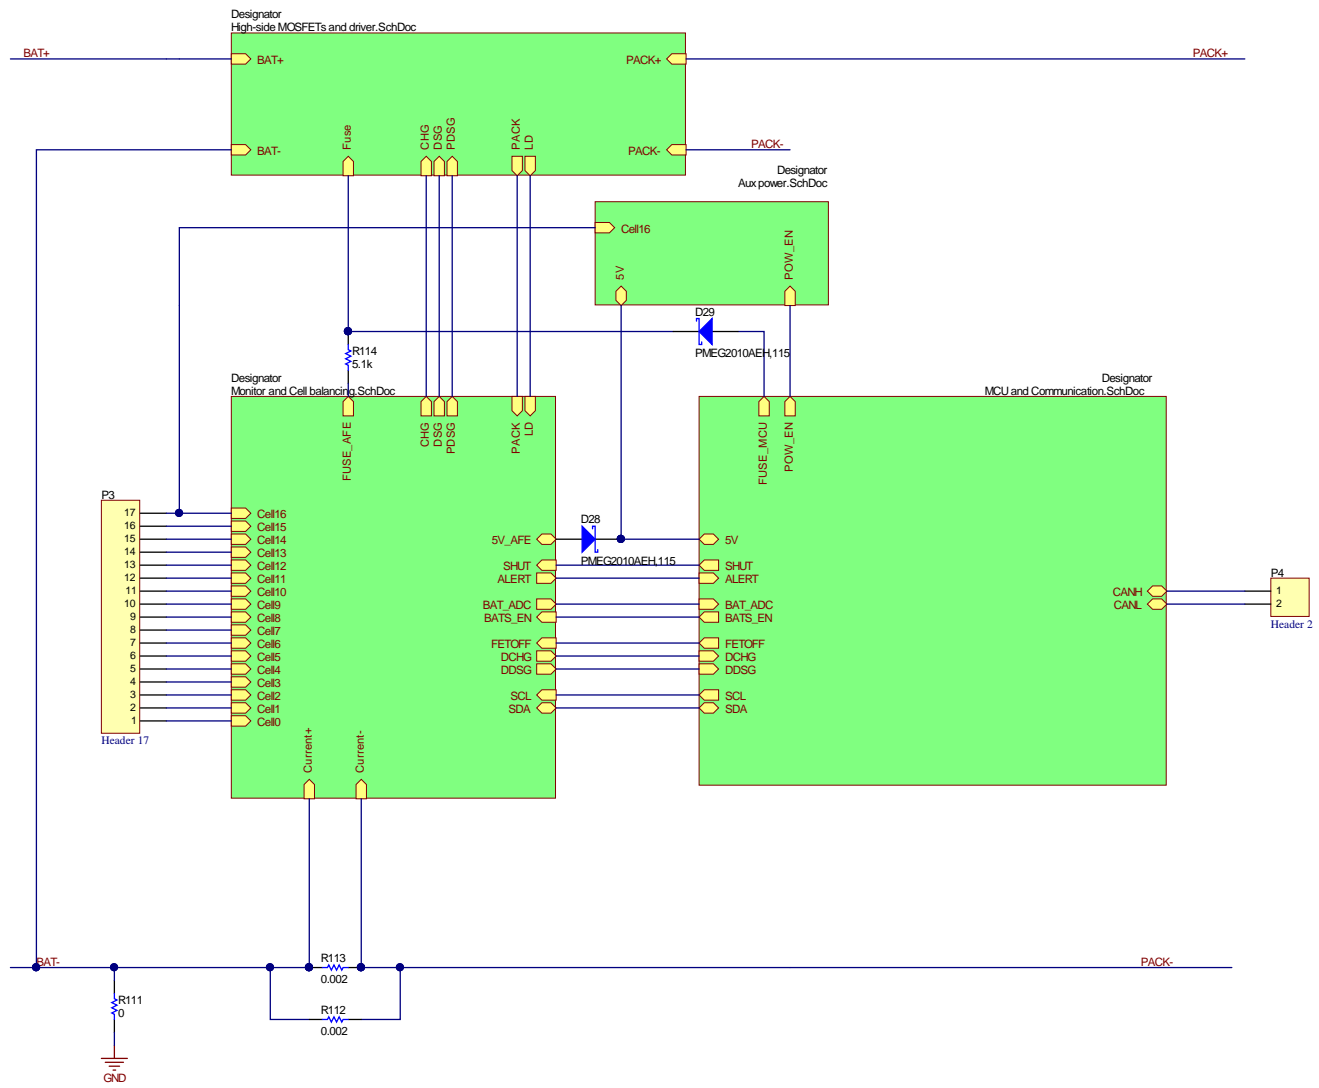 Designator
High-side MOSFETs and driver.SchDoc
BAT+
BAT+
PACK+
PACK+
Fuse
CHG
DSG
PDSG
PACK
LD
BAT-
PACK-
PACK-
Designator
Aux power.SchDoc
Cell16
5V
POW_EN
D29
PMEG2010AEH,115
R114
5.1k
Designator
Monitor and Cell balancing.SchDoc
Designator
MCU and Communication.SchDoc
FUSE_AFE
CHG
DSG
PDSG
PACK
LD
FUSE_MCU
POW_EN
P3
17
Cell16
16
Cell15
15
Cell14
14
Cell13
13
Cell12
12
Cell11
11
Cell10
10
Cell9
9
Cell8
8
Cell7
7
Cell6
6
Cell5
5
Cell4
4
Cell3
3
Cell2
2
Cell1
1
Cell0
Header 17
D28
PMEG2010AEH,115
5V_AFE
5V
SHUT
SHUT
ALERT
ALERT
BAT_ADC
BAT_ADC
BATS_EN
BATS_EN
FETOFF
FETOFF
DCHG
DCHG
DDSG
DDSG
SCL
SCL
SDA
SDA
CANH
CANL
P4
1
2
Header 2
Current+
Current-
BAT-
R113
0.002
PACK-
R111
0
R112
0.002
GND